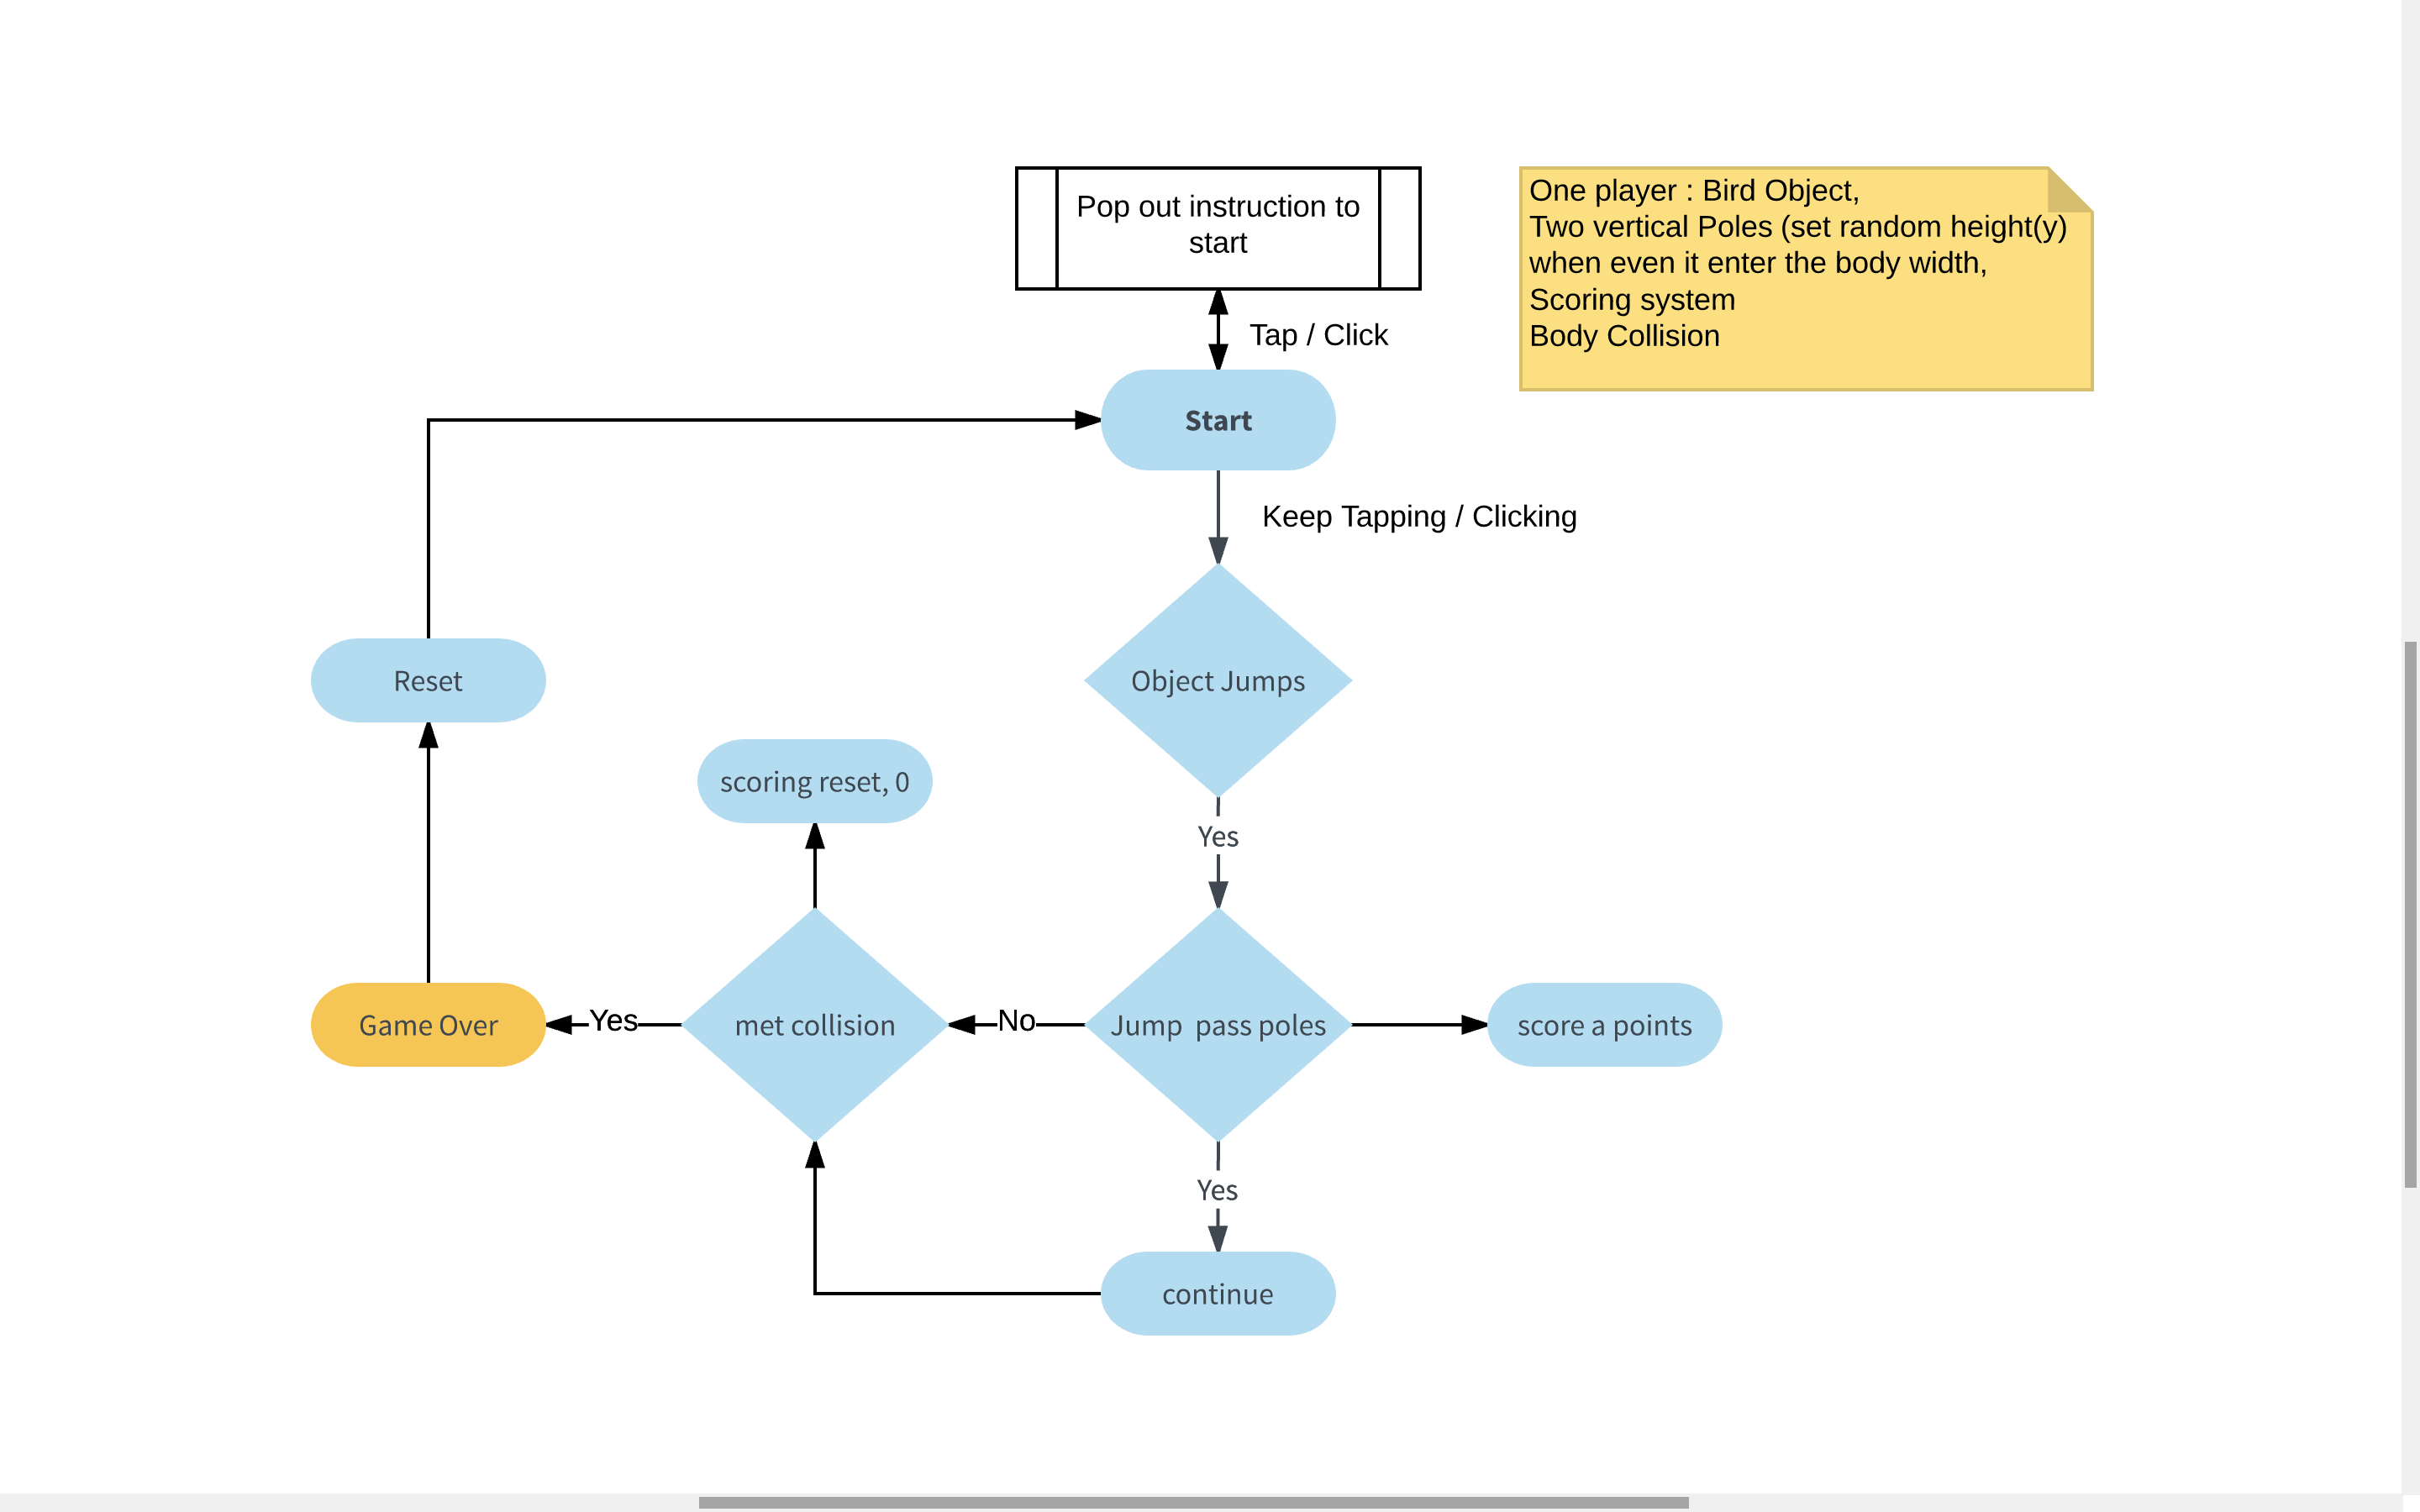 Pop out instruction to
start
One player : Bird Object,
Two vertical Poles (set random height(y)
when even it enter the body width,
Scoring system
Body Collision
Tap / Click
Start
Keep Tapping / Clicking
Object Jumps
Reset
scoring reset, 0
Yes
Game Over
Yes
met collision
No
Jump  pass poles
score a points
Yes
continue